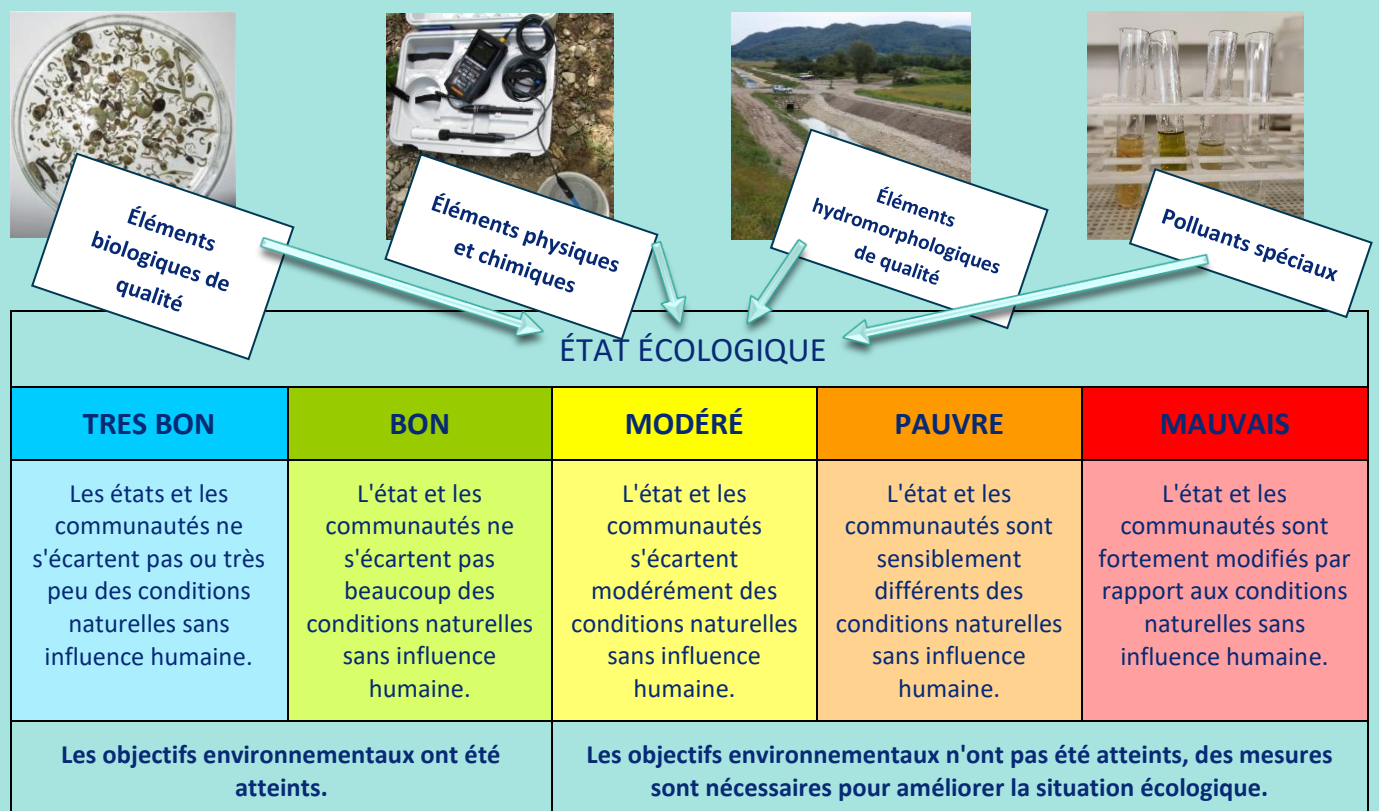 Éléments
biologiques de
qualité
Éléments physiques
et chimiques
Éléments
hydromorphologiques
de qualité
Polluants spéciaux
ÉTAT ÉCOLOGIQUE
TRES BON
BON
MODÉRÉ
PAUVRE
MAUVAIS
Les états et les
communautés ne
s'écartent pas ou très
peu des conditions
naturelles sans
influence humaine.
L'état et les
communautés ne
s'écartent pas
beaucoup des
conditions naturelles
sans influence
humaine.
L'état et les
communautés
s'écartent
modérément des
conditions naturelles
sans influence
humaine.
L'état et les
communautés sont
sensiblement
différents des
conditions naturelles
sans influence
humaine.
L'état et les
communautés sont
fortement modifiés par
rapport aux conditions
naturelles sans
influence humaine.
Les objectifs environnementaux ont été
atteints.
Les objectifs environnementaux n'ont pas été atteints, des mesures
sont nécessaires pour améliorer la situation écologique.